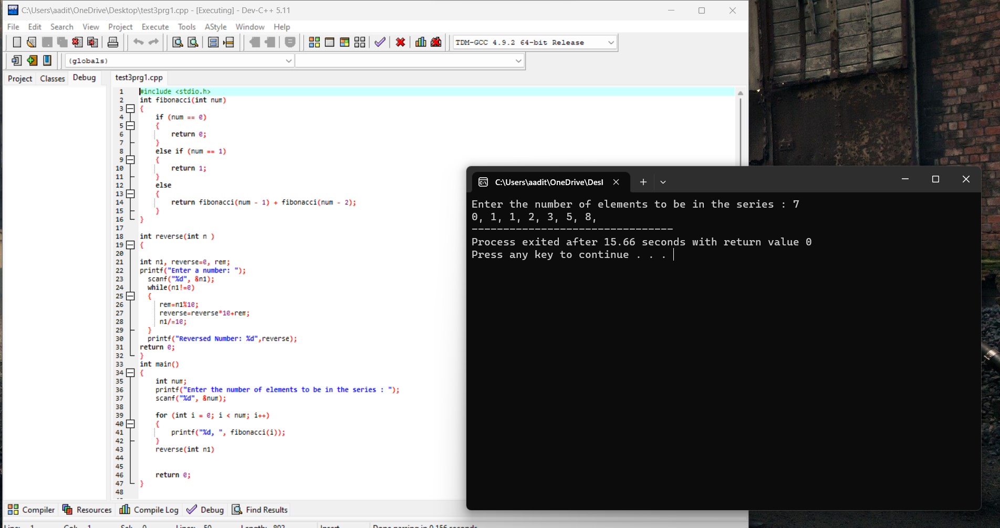 C:\Users\aadit\OneDrive\Desktop\test3prg1.cpp - [Executing] - Dev-C++ 5.11
File Edit Search View Project Execute Tools AStyle Window Help
TDM-GCC 4.9.2 64-bit Release
(globals)
Project Classes Debug test3prg1.cpp
1 #include <stdio.h>
2 int fibonacci(int num)
3 {
4 if (num == 0)
5 {
6 return 0;
7 }
8 else if (num == 1)
9 {
10 return 1;
11 }
12 else
13 {
14 return fibonacci(num - 1) + fibonacci(num - 2);
15 }
16 }
17
18 int reverse(int n )
19 {
20
21 int n1, reverse=0, rem;
22 printf("Enter a number: ");
23 scanf("%d", &n1);
24 while(n1!=0)
25 {
26 rem=n1%10;
27 reverse=reverse*10+rem;
28 n1/=10;
29 }
30 printf("Reversed Number: %d",reverse);
31 return 0;
32 }
33 int main()
34 {
35 int num;
36 printf("Enter the number of elements to be in the series : ");
37 scanf("%d", &num);
38
39 for (int i = 0; i < num; i++)
40 {
41 printf("%d, ", fibonacci(i));
42 }
43 reverse(int n1)
44
45
46 return 0;
47 }
48
C:\Users\aadit\OneDrive\Desl
Enter the number of elements to be in the series : 7
0, 1, 1, 2, 3, 5, 8,
--------------------------------
Process exited after 15.66 seconds with return value 0
Press any key to continue . . .
Compiler Resources Compile Log Debug Find Results
Line: 1 Col: 1 Sel: 0 Lines: 50 Length: 802 Insert Done parsing in 0.156 seconds